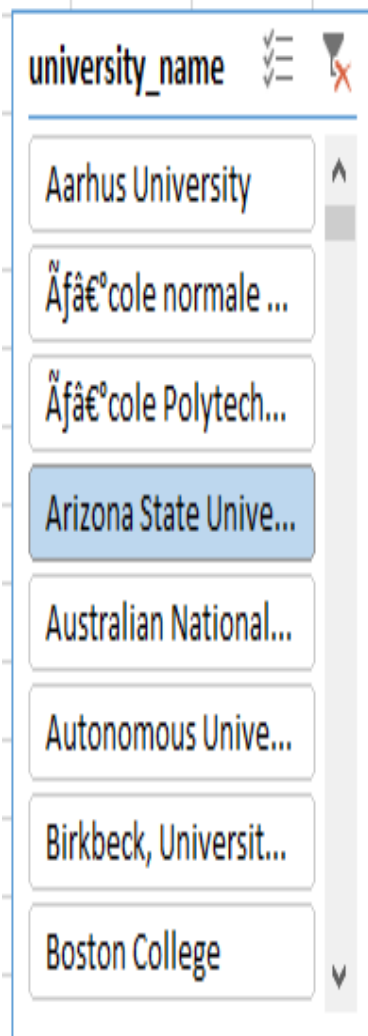 university_name
Aarhus University
Ãƒâ€°cole normale ...
Ãƒâ€°cole Polytech...
Arizona State Unive...
Australian National...
Autonomous Unive...
Birkbeck, Universit...
Boston College